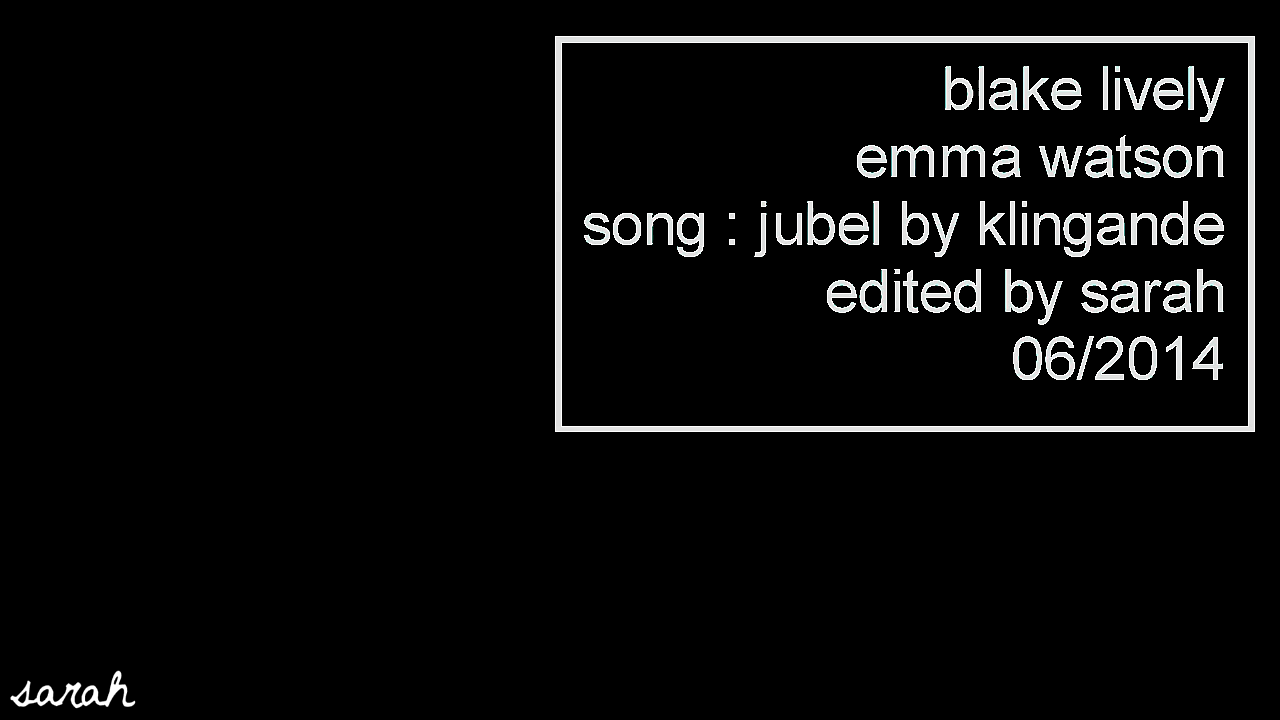 blake lively
emma watson
song : jubel by klingande
edited by sarah
06/2014
sarah